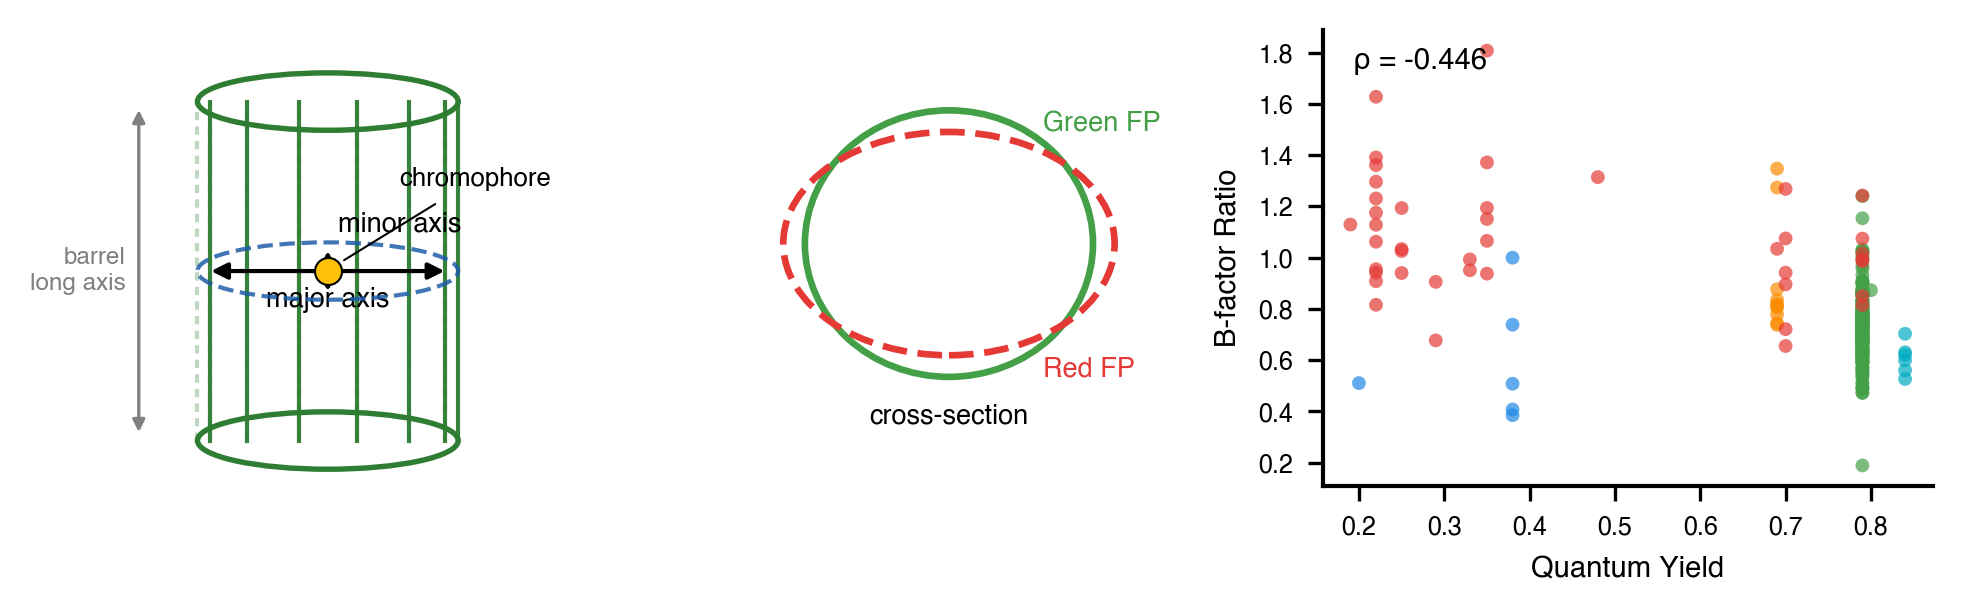 barrel
long axis
chromophore
minor axis
major axis
Green FP
Red FP
cross-section
ρ = -0.446
B-factor Ratio
1.8
1.6
1.4
1.2
1.0
0.8
0.6
0.4
0.2
0.2 0.3 0.4 0.5 0.6 0.7 0.8
Quantum Yield